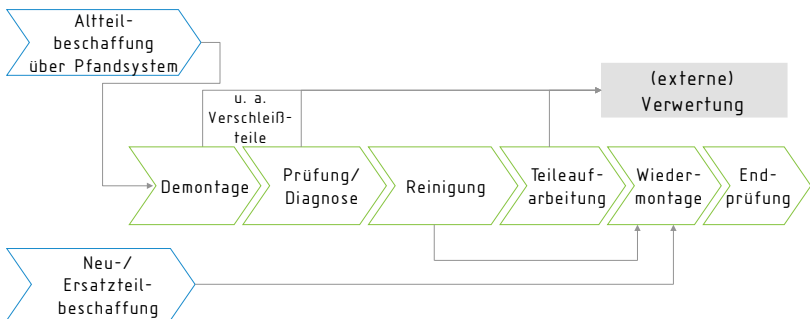 Altteil-
beschaffung
über Pfandsystem
(externe)
Verwertung
u. a.
Verschleiß-
teile
Demontage
Prüfung/
Diagnose
Reinigung
Teileauf-
arbeitung
Wieder-
montage
End-
prüfung
Neu-/
Ersatzteil-
beschaffung